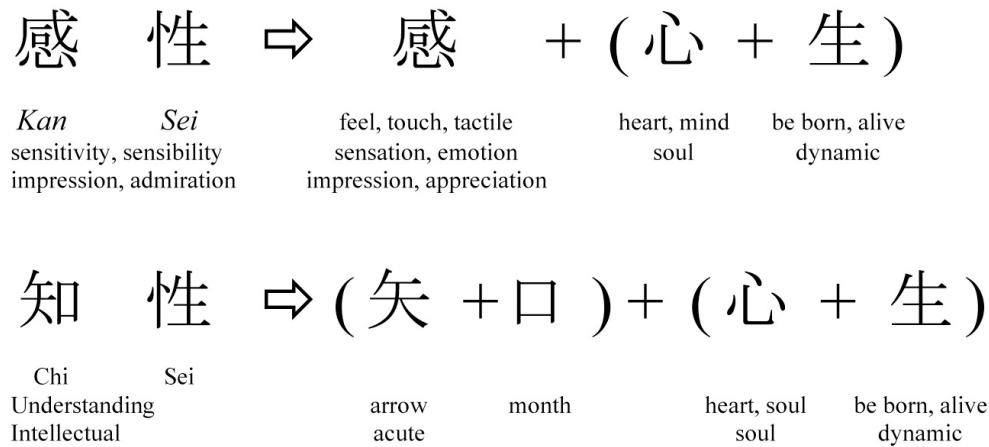 感 性 ⇨ 感 + ( 心 + 生 )
Kan Sei feel, touch, tactile heart, mind be born, alive
sensitivity, sensibility sensation, emotion soul dynamic
impression, admiration impression, appreciation
知 性 ⇨ ( 矢 + 口 ) + ( 心 + 生 )
Chi Sei
Understanding arrow month heart, soul be born, alive
Intellectual acute soul dynamic